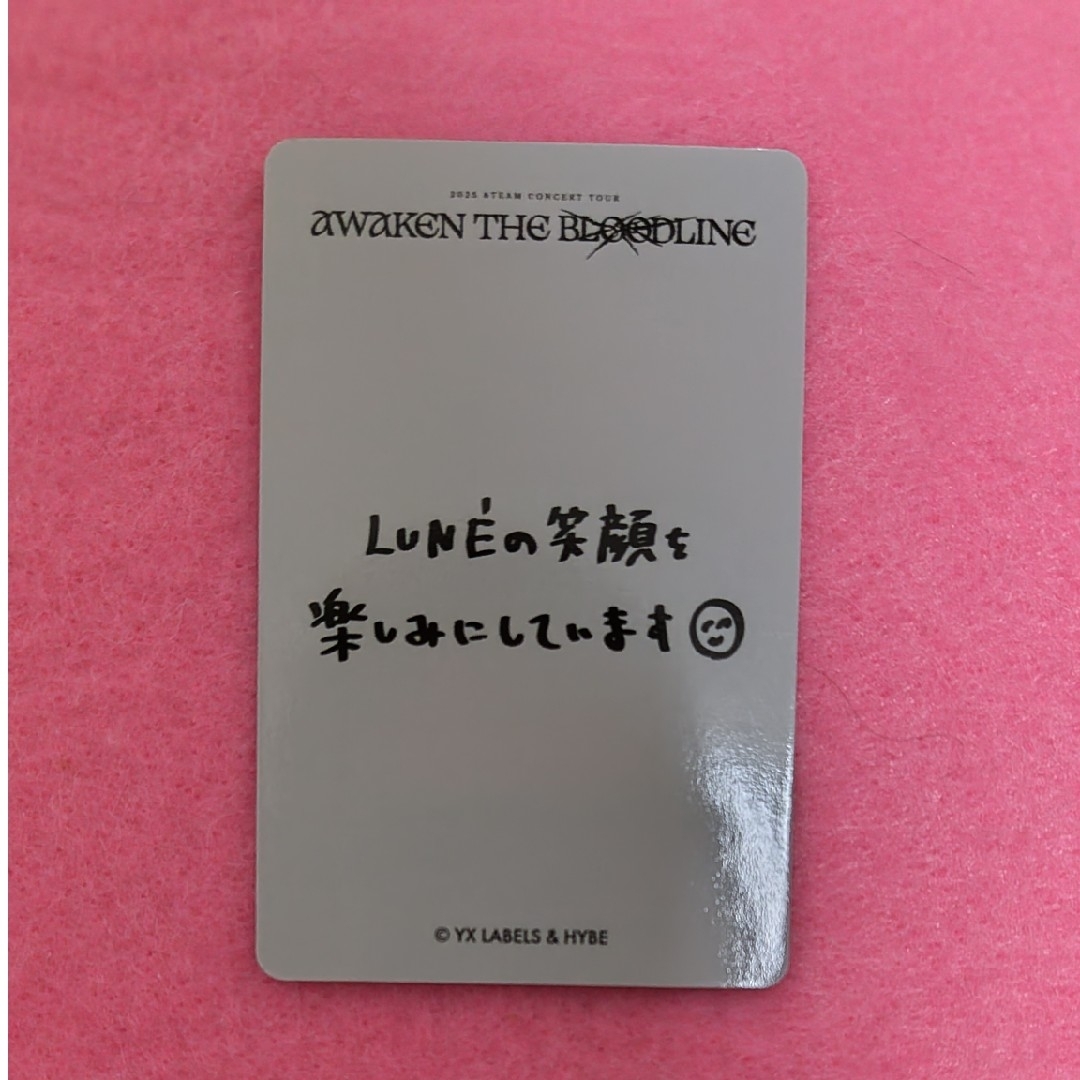 2025 &TEAM CONCERT TOUR
AWAKEN THE BLOODLINE
LUNÉの笑顔を
楽しみにしています
© YX LABELS & HYBE